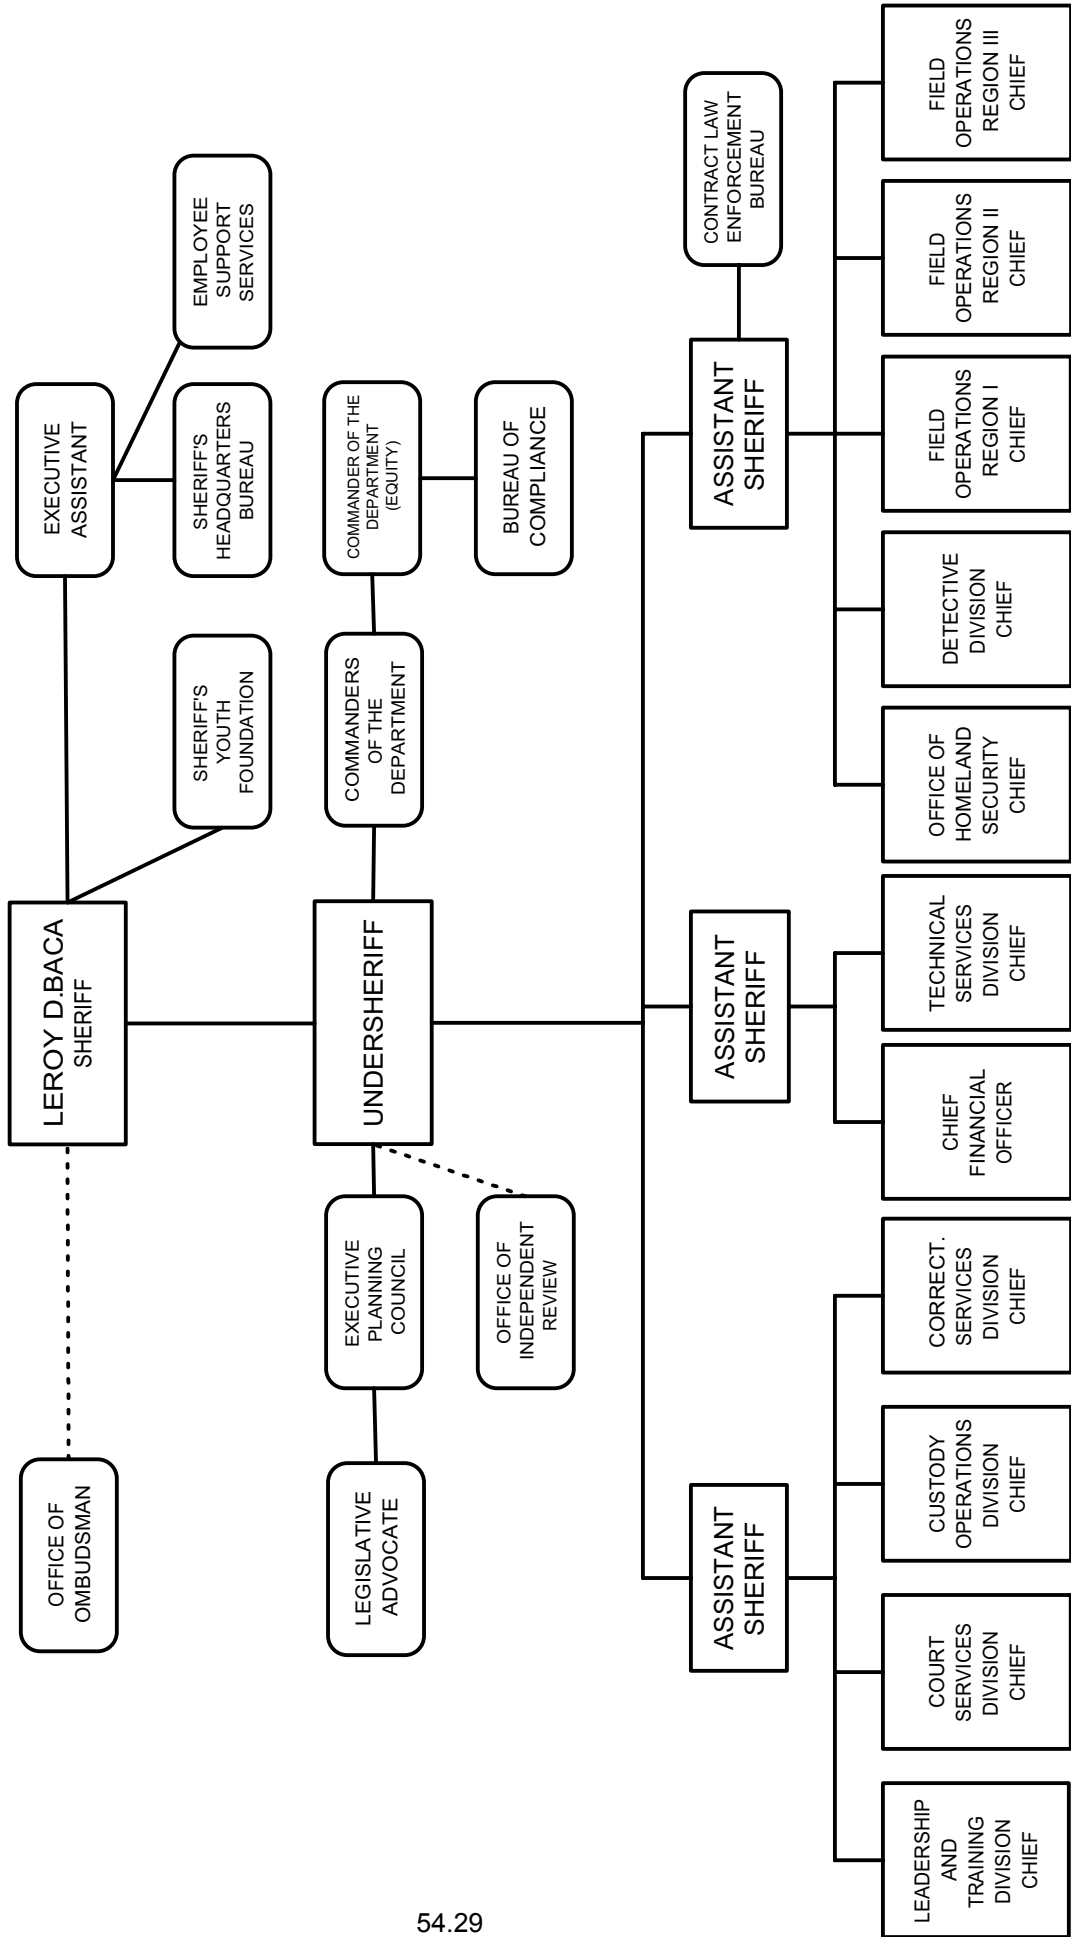 OFFICE OF
OMBUDSMAN
LEROY D.BACA
SHERIFF
EXECUTIVE
ASSISTANT
SHERIFF'S
YOUTH
FOUNDATION
SHERIFF'S
HEADQUARTERS
BUREAU
EMPLOYEE
SUPPORT
SERVICES
LEGISLATIVE
ADVOCATE
EXECUTIVE
PLANNING
COUNCIL
UNDERSHERIFF
COMMANDERS
OF THE
DEPARTMENT
COMMANDER OF THE
DEPARTMENT
(EQUITY)
OFFICE OF
INDEPENDENT
REVIEW
BUREAU OF
COMPLIANCE
ASSISTANT
SHERIFF
ASSISTANT
SHERIFF
ASSISTANT
SHERIFF
CONTRACT LAW
ENFORCEMENT
BUREAU
LEADERSHIP
AND
TRAINING
DIVISION
CHIEF
COURT
SERVICES
DIVISION
CHIEF
CUSTODY
OPERATIONS
DIVISION
CHIEF
CORRECT.
SERVICES
DIVISION
CHIEF
CHIEF
FINANCIAL
OFFICER
TECHNICAL
SERVICES
DIVISION
CHIEF
OFFICE OF
HOMELAND
SECURITY
CHIEF
DETECTIVE
DIVISION
CHIEF
FIELD
OPERATIONS
REGION I
CHIEF
FIELD
OPERATIONS
REGION II
CHIEF
FIELD
OPERATIONS
REGION III
CHIEF
54.29